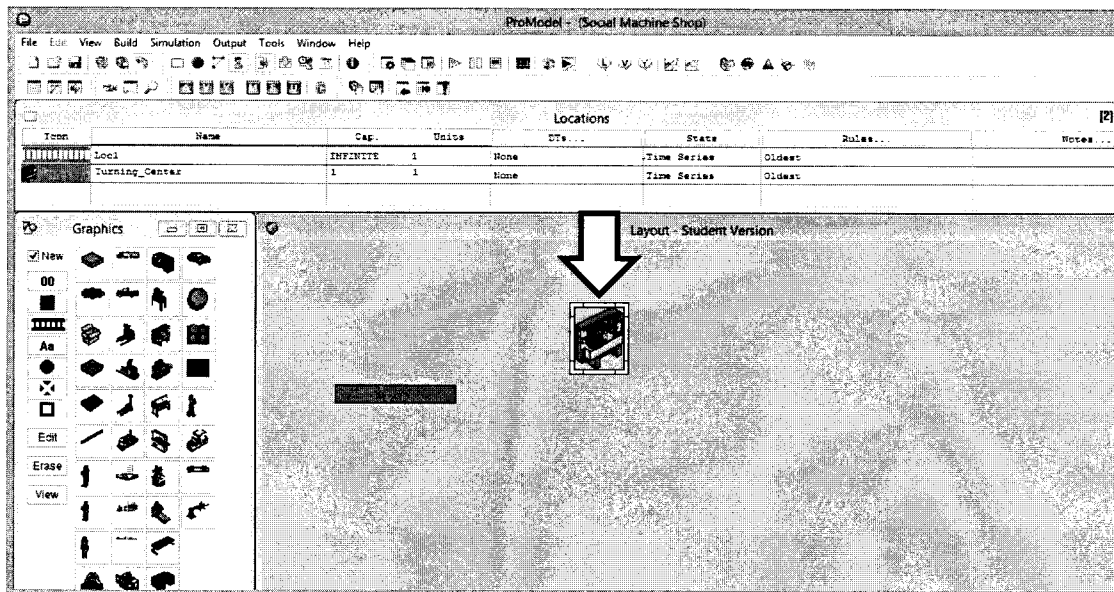 ProModel - (Social Machine Shop)
File Edit View Build Simulation Output Tools Window Help
Locations [2]
Icon Name Cap. Units DTs... Stats Rules... Notes...
Loc1 INFINITE 1 None Time Series Oldest
Turning_Center 1 1 None Time Series Oldest
Graphics
Layout - Student Version
New
00
Aa
Edit
Erase
View